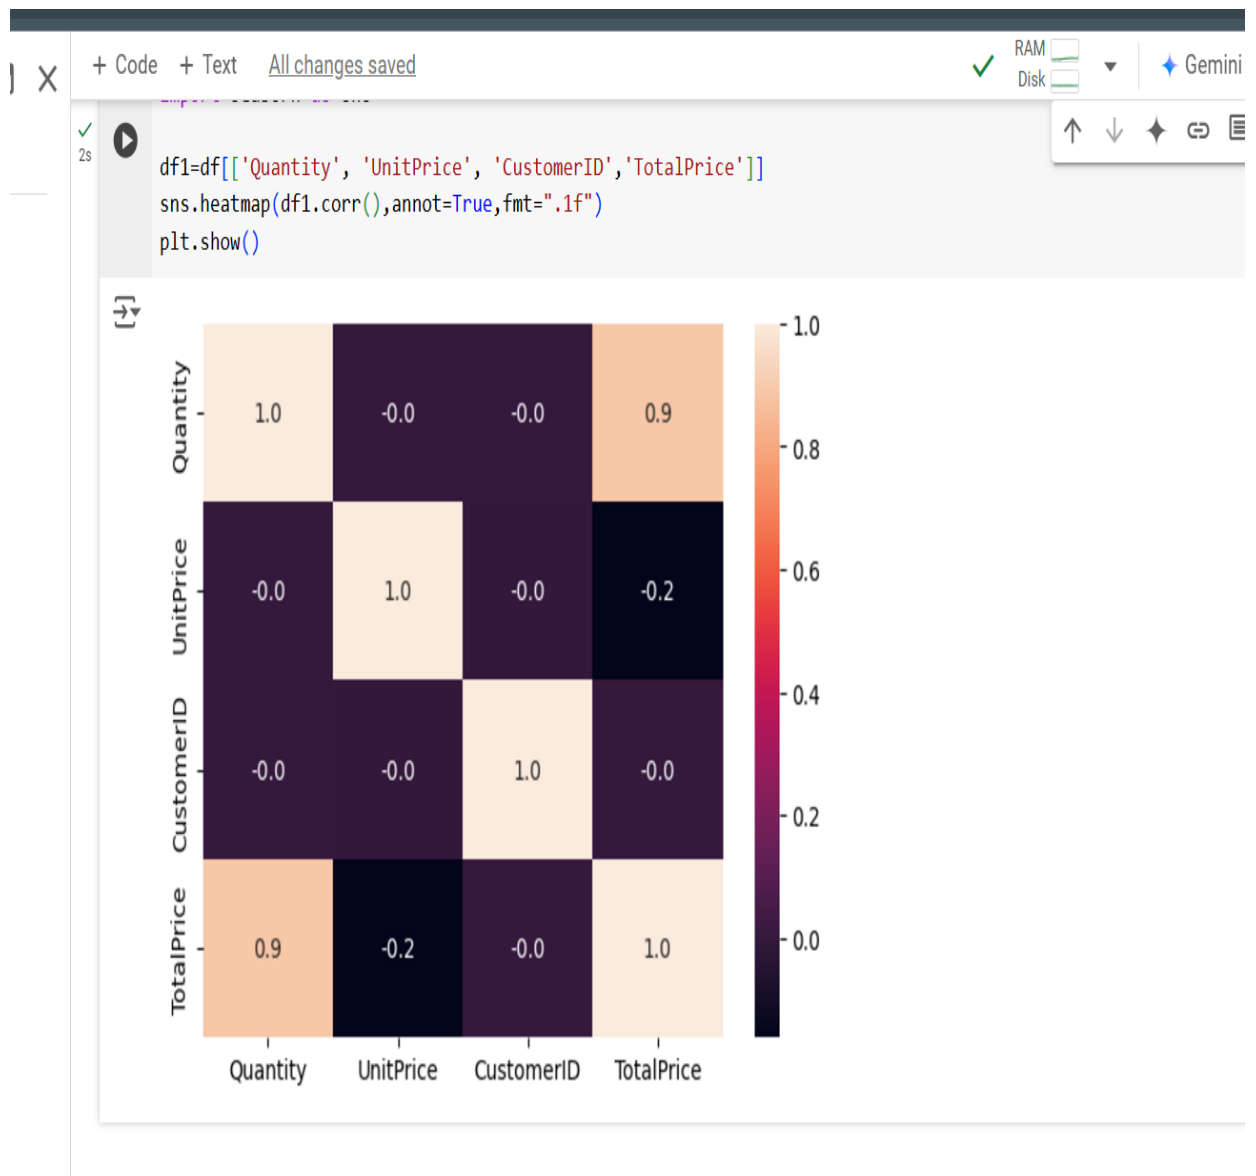 + Code + Text All changes saved
RAM
Disk
Gemini
2s
df1=df[['Quantity', 'UnitPrice', 'CustomerID','TotalPrice']]
sns.heatmap(df1.corr(),annot=True,fmt=".1f")
plt.show()
Quantity
1.0 -0.0 -0.0 0.9
UnitPrice
-0.0 1.0 -0.0 -0.2
CustomerID
-0.0 -0.0 1.0 -0.0
TotalPrice
0.9 -0.2 -0.0 1.0
Quantity UnitPrice CustomerID TotalPrice
1.0
0.8
0.6
0.4
0.2
0.0